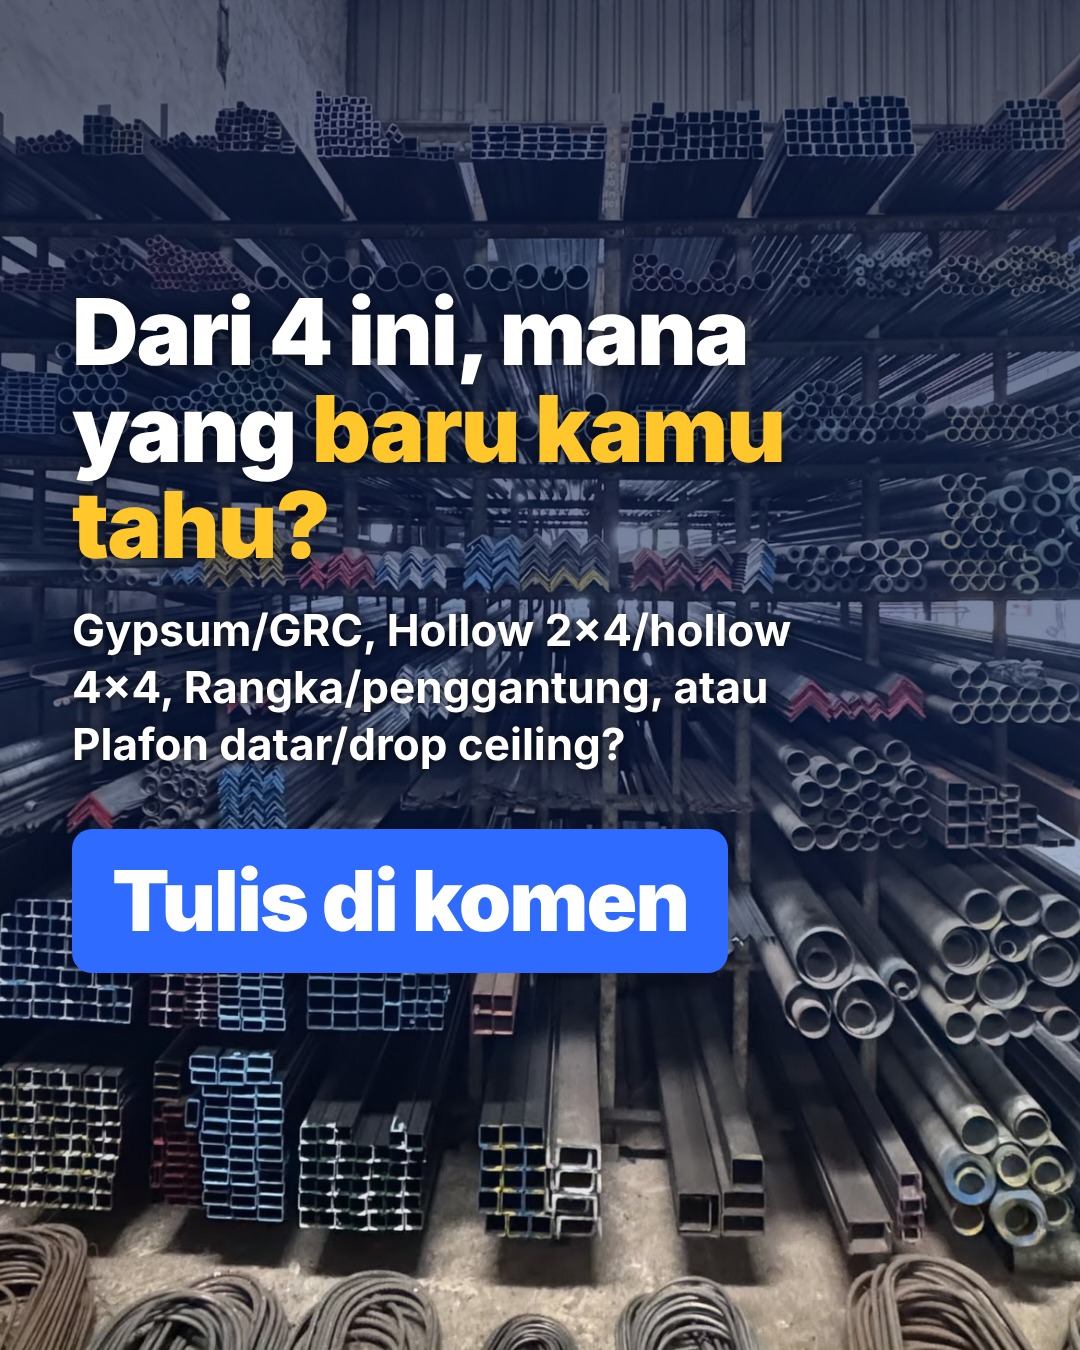 Dari 4 ini, mana
yang baru kamu
tahu?
Gypsum/GRC, Hollow 2×4/hollow
4×4, Rangka/penggantung, atau
Plafon datar/drop ceiling?
Tulis di komen